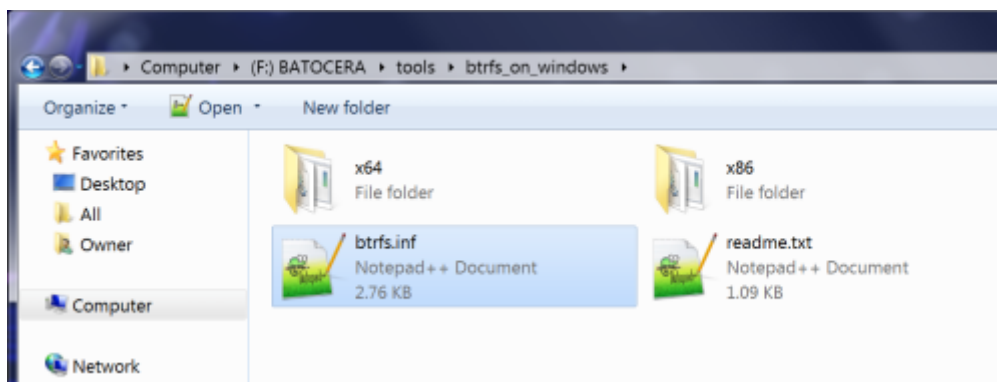 Computer ▸ (F:) BATOCERA ▸ tools ▸ btrfs_on_windows ▸
Organize Open New folder
Favorites
Desktop
All
Owner
Computer
Network
x64
File folder
x86
File folder
btrfs.inf
Notepad++ Document
2.76 KB
readme.txt
Notepad++ Document
1.09 KB